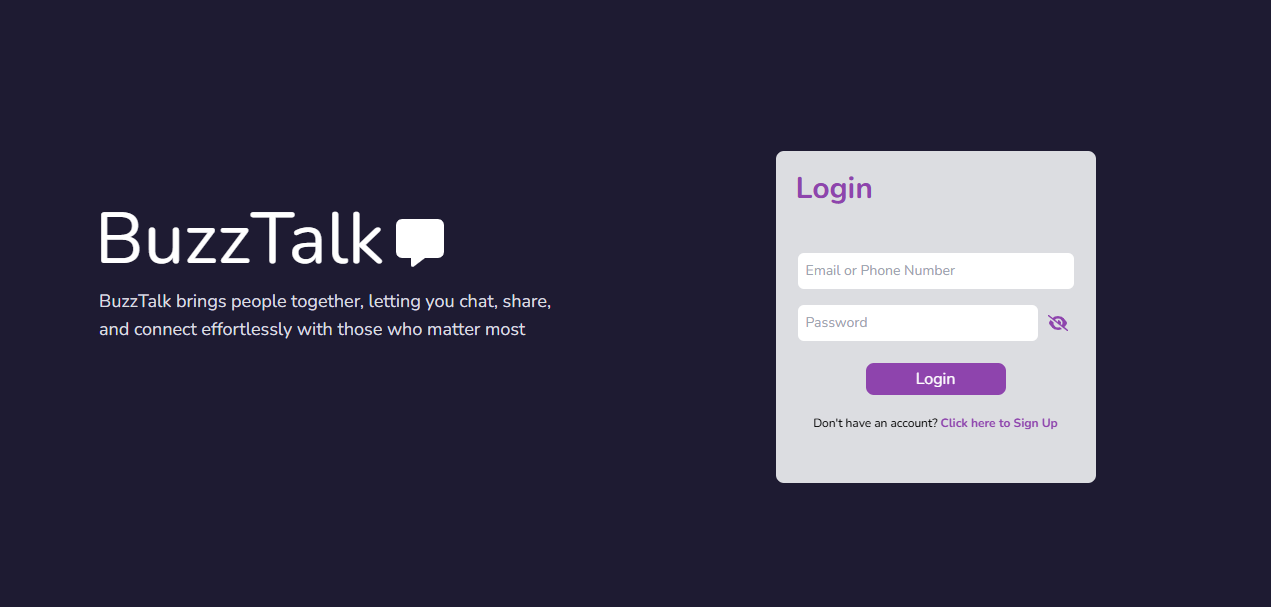 BuzzTalk
BuzzTalk brings people together, letting you chat, share,
and connect effortlessly with those who matter most
Login
Email or Phone Number
Password
Login
Don't have an account? Click here to Sign Up